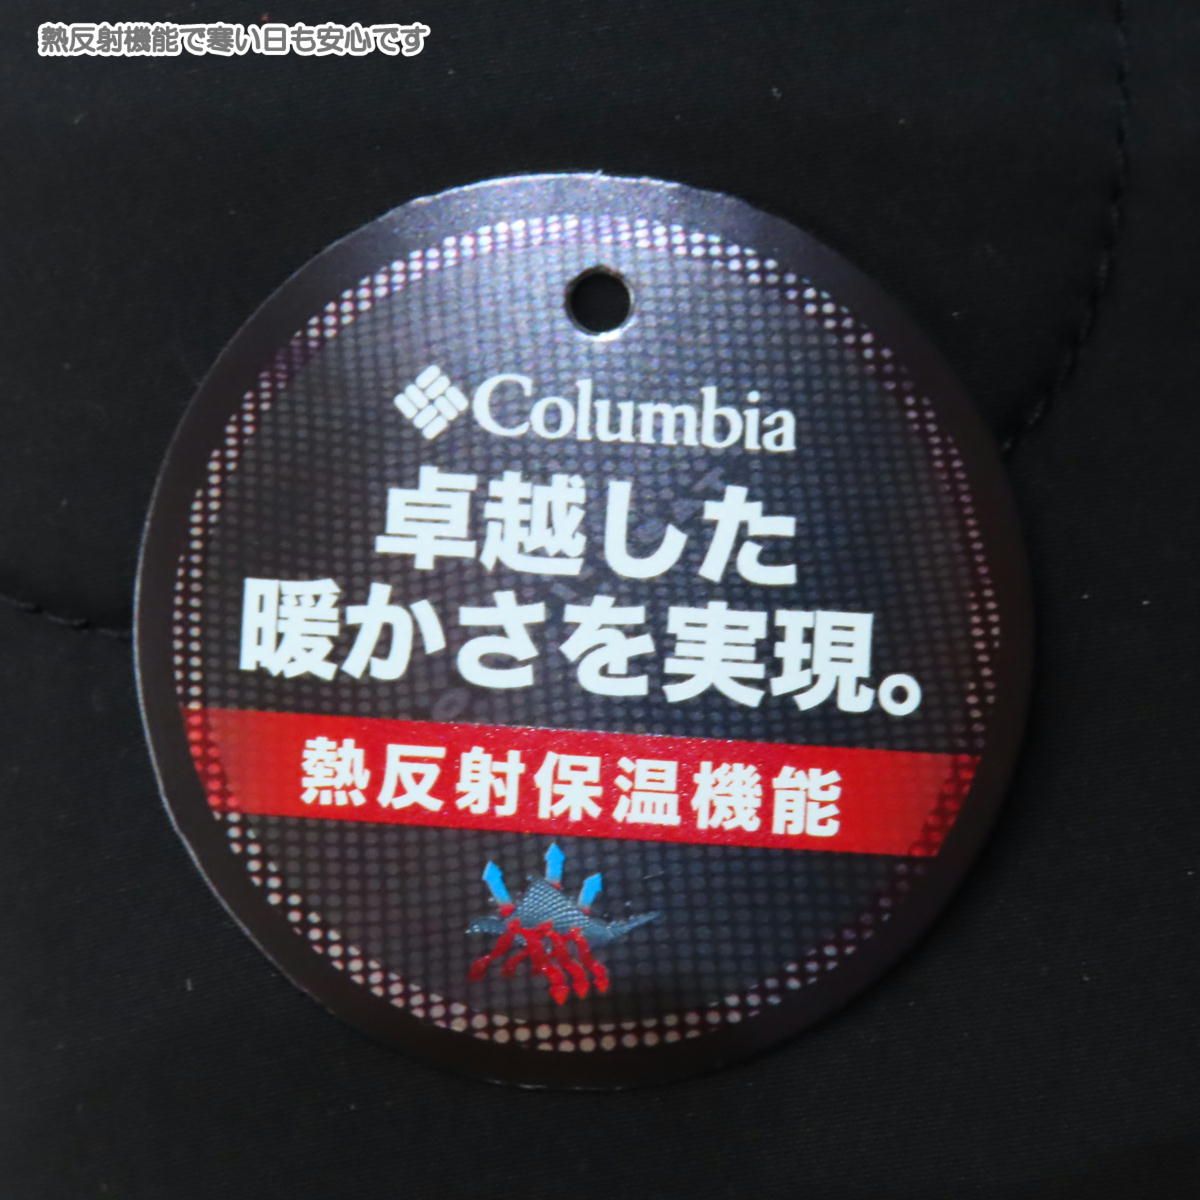 熱反射機能で寒い日も安心です
Columbia
卓越した
暖かさを実現。
熱反射保温機能